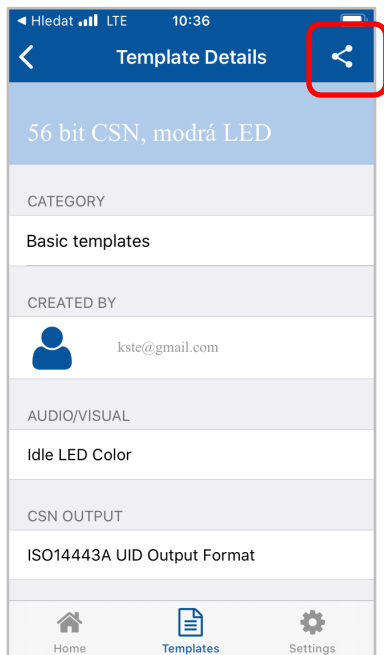 ◀ Hledat LTE 10:36
Template Details
56 bit CSN, modrá LED
CATEGORY
Basic templates
CREATED BY
kste@gmail.com
AUDIO/VISUAL
Idle LED Color
CSN OUTPUT
ISO14443A UID Output Format
Home Templates Settings